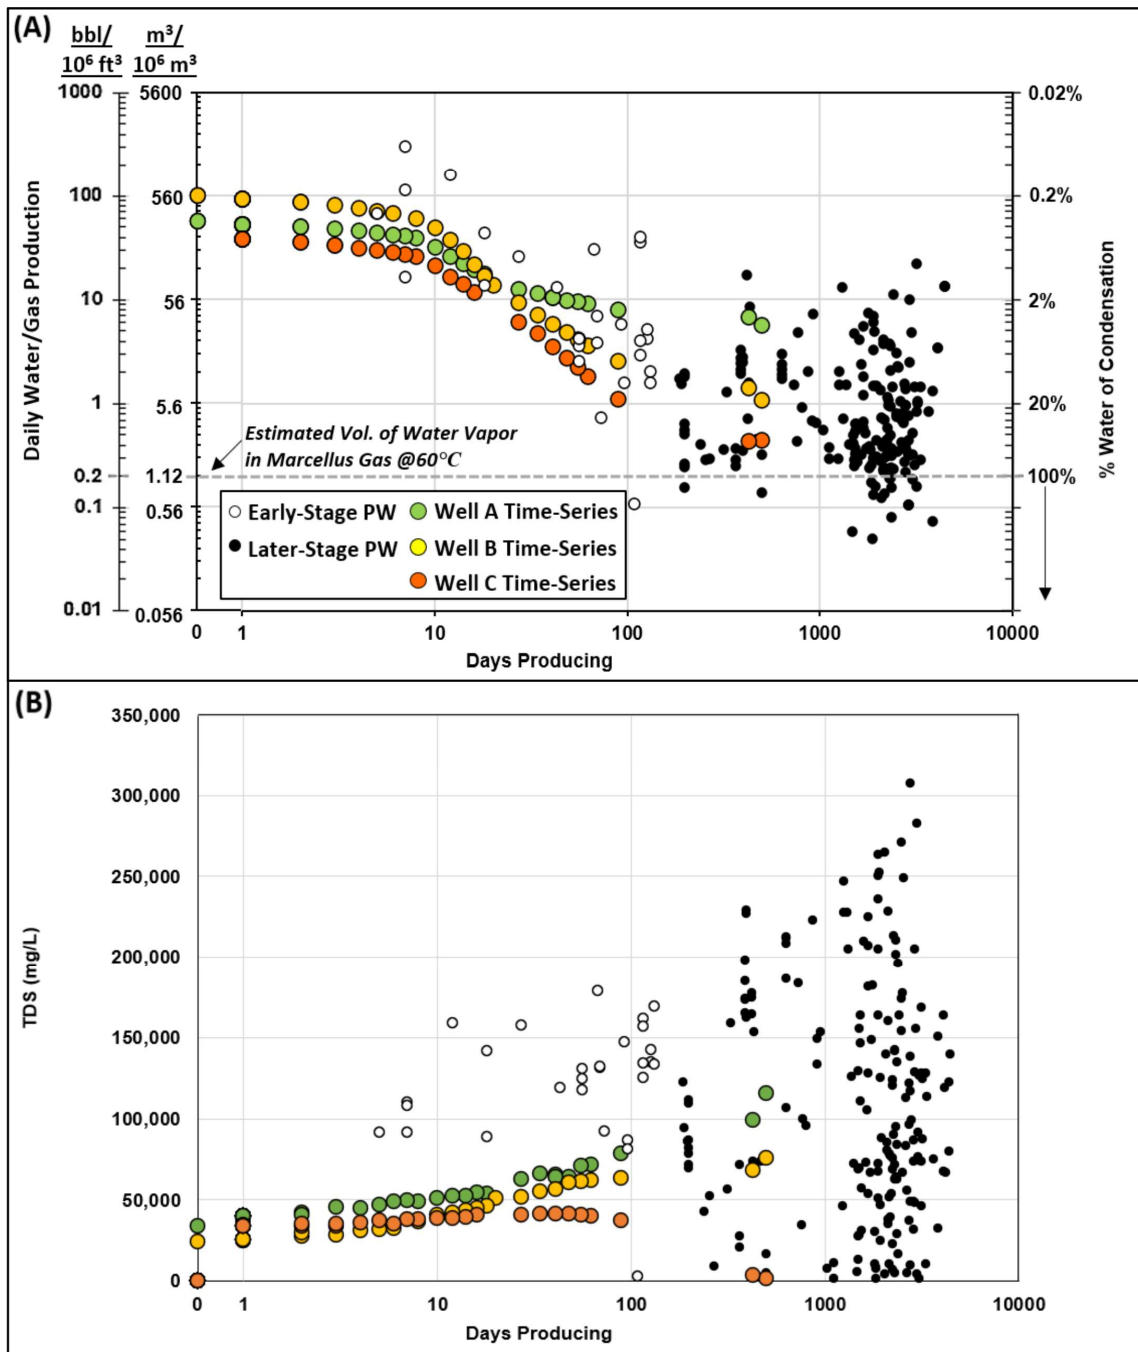 (A)
bbl/
10⁶ ft³
m³/
10⁶ m³
1000
100
10
1
0.2
0.1
0.01
5600
560
56
5.6
1.12
0.56
0.056
0.02%
0.2%
2%
20%
100%
Daily Water/Gas Production
% Water of Condensation
Estimated Vol. of Water Vapor
in Marcellus Gas @60°C
Early-Stage PW
Well A Time-Series
Later-Stage PW
Well B Time-Series
Well C Time-Series
0 1 10 100 1000 10000
Days Producing
(B)
350,000
300,000
250,000
200,000
150,000
100,000
50,000
0
TDS (mg/L)
0 1 10 100 1000 10000
Days Producing